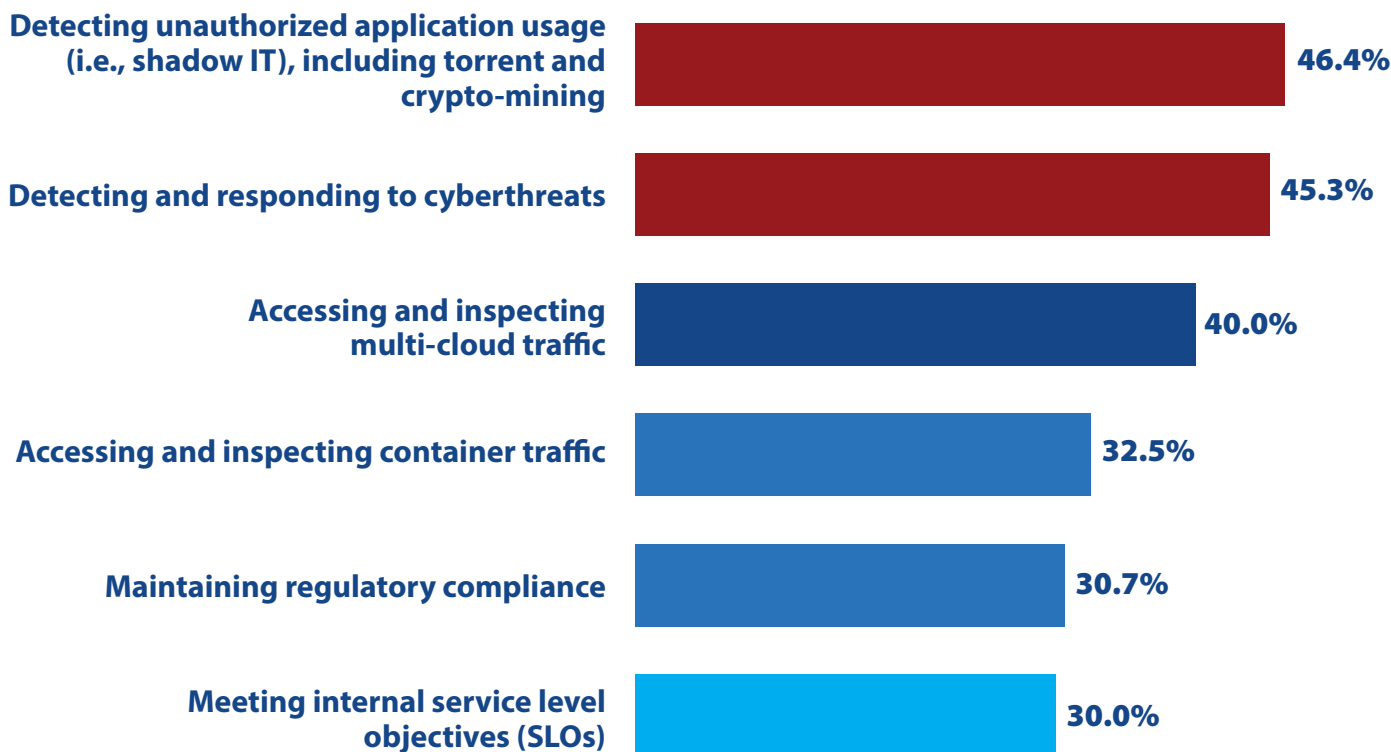 Detecting unauthorized application usage
(i.e., shadow IT), including torrent and
crypto-mining
46.4%
Detecting and responding to cyberthreats
45.3%
Accessing and inspecting
multi-cloud traffic
40.0%
Accessing and inspecting container traffic
32.5%
Maintaining regulatory compliance
30.7%
Meeting internal service level
objectives (SLOs)
30.0%